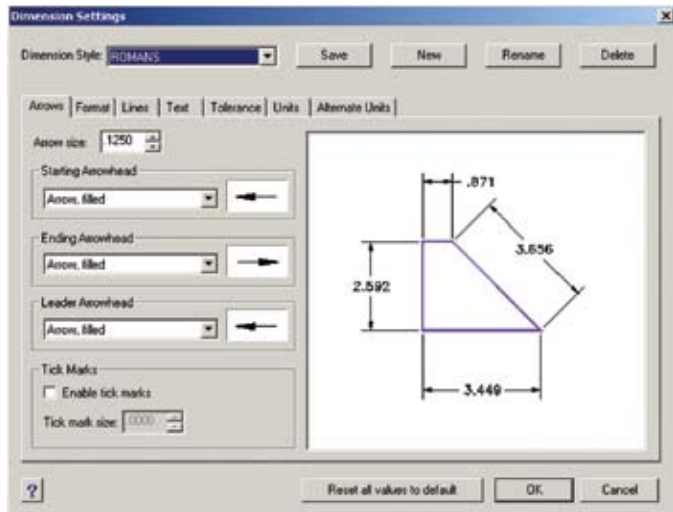 Dimension Settings
Dimension Style: ROMANS
Save
New
Rename
Delete
Arrows
Format
Lines
Text
Tolerance
Units
Alternate Units
Arrow size: 1250
Starting Arrowhead
Arrow, filled
Ending Arrowhead
Arrow, filled
Leader Arrowhead
Arrow, filled
Tick Marks
Enable tick marks
Tick mark size: 0000
.871
3.656
2.592
3.449
?
Reset all values to default
OK
Cancel